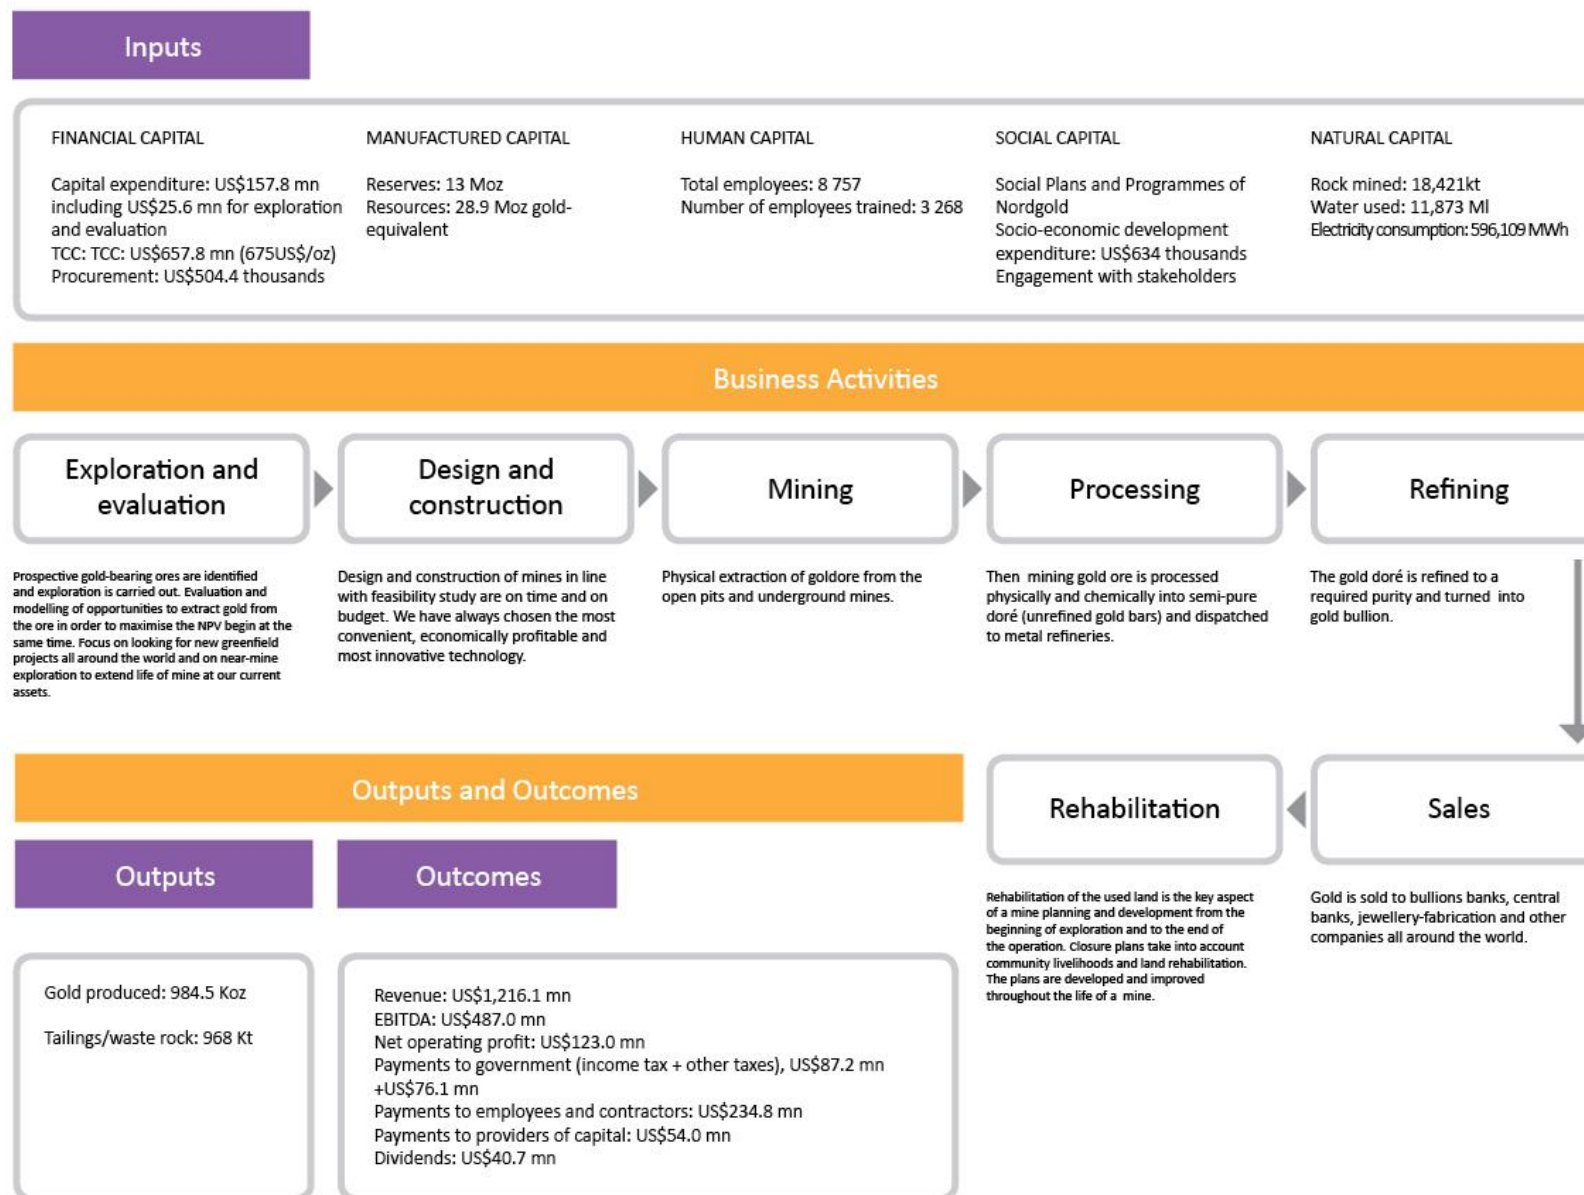 Inputs
FINANCIAL CAPITAL
Capital expenditure: US$157.8 mn
including US$25.6 mn for exploration
and evaluation
TCC: TCC: US$657.8 mn (675US$/oz)
Procurement: US$504.4 thousands
MANUFACTURED CAPITAL
Reserves: 13 Moz
Resources: 28.9 Moz gold-
equivalent
HUMAN CAPITAL
Total employees: 8 757
Number of employees trained: 3 268
SOCIAL CAPITAL
Social Plans and Programmes of
Nordgold
Socio-economic development
expenditure: US$634 thousands
Engagement with stakeholders
NATURAL CAPITAL
Rock mined: 18,421kt
Water used: 11,873 Ml
Electricity consumption: 596,109 MWh
Business Activities
Exploration and
evaluation
Prospective gold-bearing ores are identified
and exploration is carried out. Evaluation and
modelling of opportunities to extract gold from
the ore in order to maximise the NPV begin at the
same time. Focus on looking for new greenfield
projects all around the world and on near-mine
exploration to extend life of mine at our current
assets.
Design and
construction
Design and construction of mines in line
with feasibility study are on time and on
budget. We have always chosen the most
convenient, economically profitable and
most innovative technology.
Mining
Physical extraction of goldore from the
open pits and underground mines.
Processing
Then mining gold ore is processed
physically and chemically into semi-pure
doré (unrefined gold bars) and dispatched
to metal refineries.
Refining
The gold doré is refined to a
required purity and turned into
gold bullion.
Sales
Gold is sold to bullions banks, central
banks, jewellery-fabrication and other
companies all around the world.
Rehabilitation
Rehabilitation of the used land is the key aspect
of a mine planning and development from the
beginning of exploration and to the end of
the operation. Closure plans take into account
community livelihoods and land rehabilitation.
The plans are developed and improved
throughout the life of a mine.
Outputs and Outcomes
Outputs
Gold produced: 984.5 Koz
Tailings/waste rock: 968 Kt
Outcomes
Revenue: US$1,216.1 mn
EBITDA: US$487.0 mn
Net operating profit: US$123.0 mn
Payments to government (income tax + other taxes), US$87.2 mn
+US$76.1 mn
Payments to employees and contractors: US$234.8 mn
Payments to providers of capital: US$54.0 mn
Dividends: US$40.7 mn